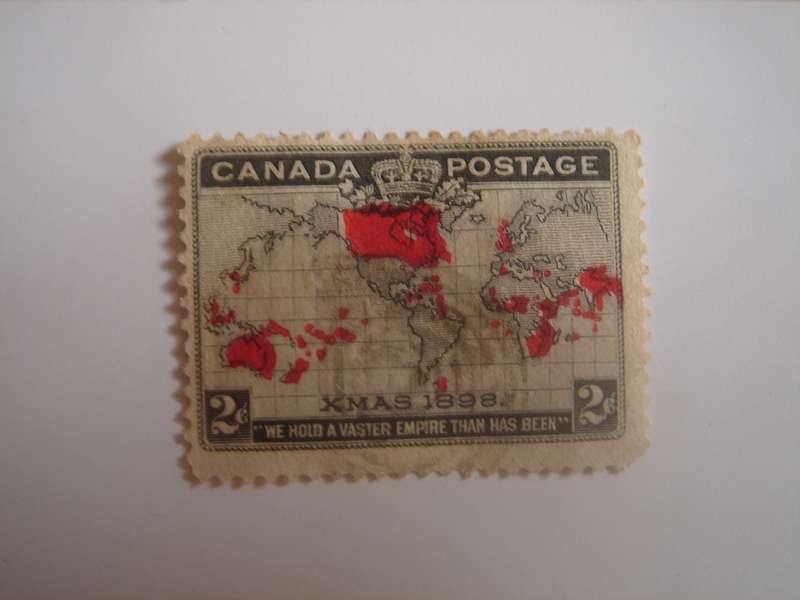 CANADA POSTAGE
XMAS 1898.
2¢ 2¢
"WE HOLD A VASTER EMPIRE THAN HAS BEEN"